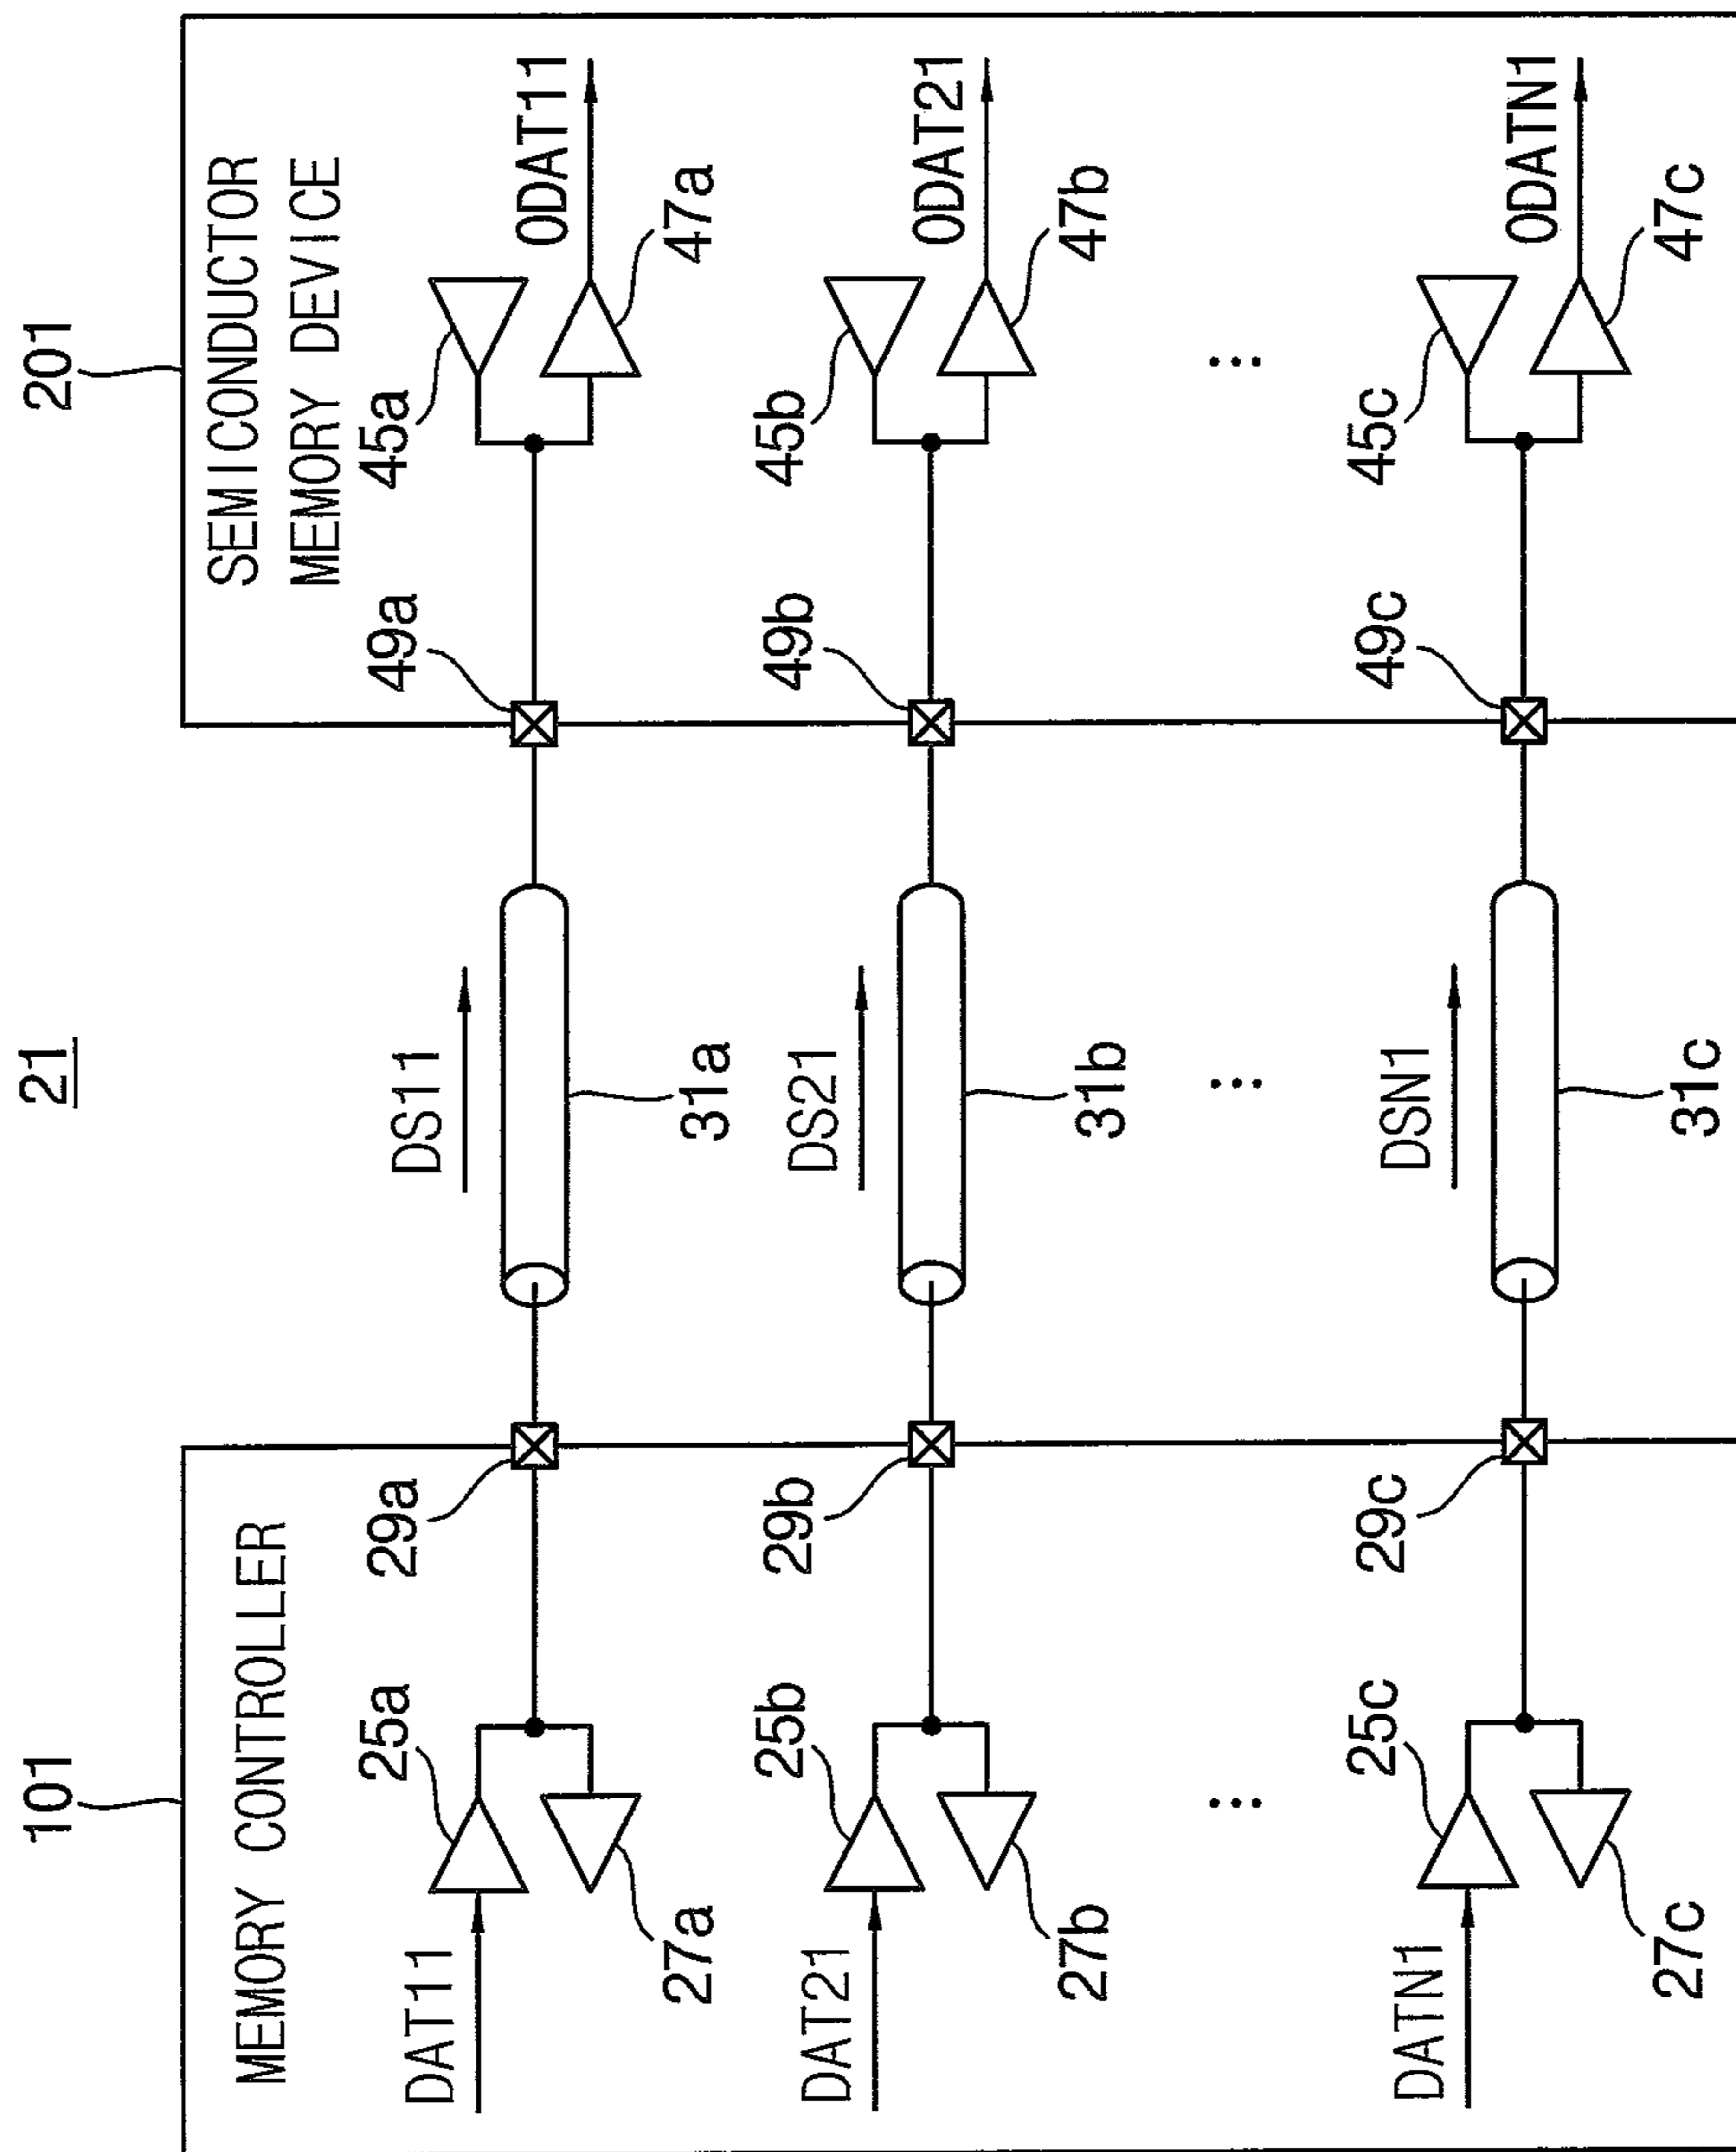 21
101
201
MEMORY CONTROLLER
SEMICONDUCTOR
MEMORY DEVICE
DAT11
25a
27a
29a
DS11
31a
49a
45a
47a
ODAT11
DAT21
25b
27b
29b
DS21
31b
49b
45b
47b
ODAT21
DATN1
25c
27c
29c
DSN1
31c
49c
45c
47c
ODATN1